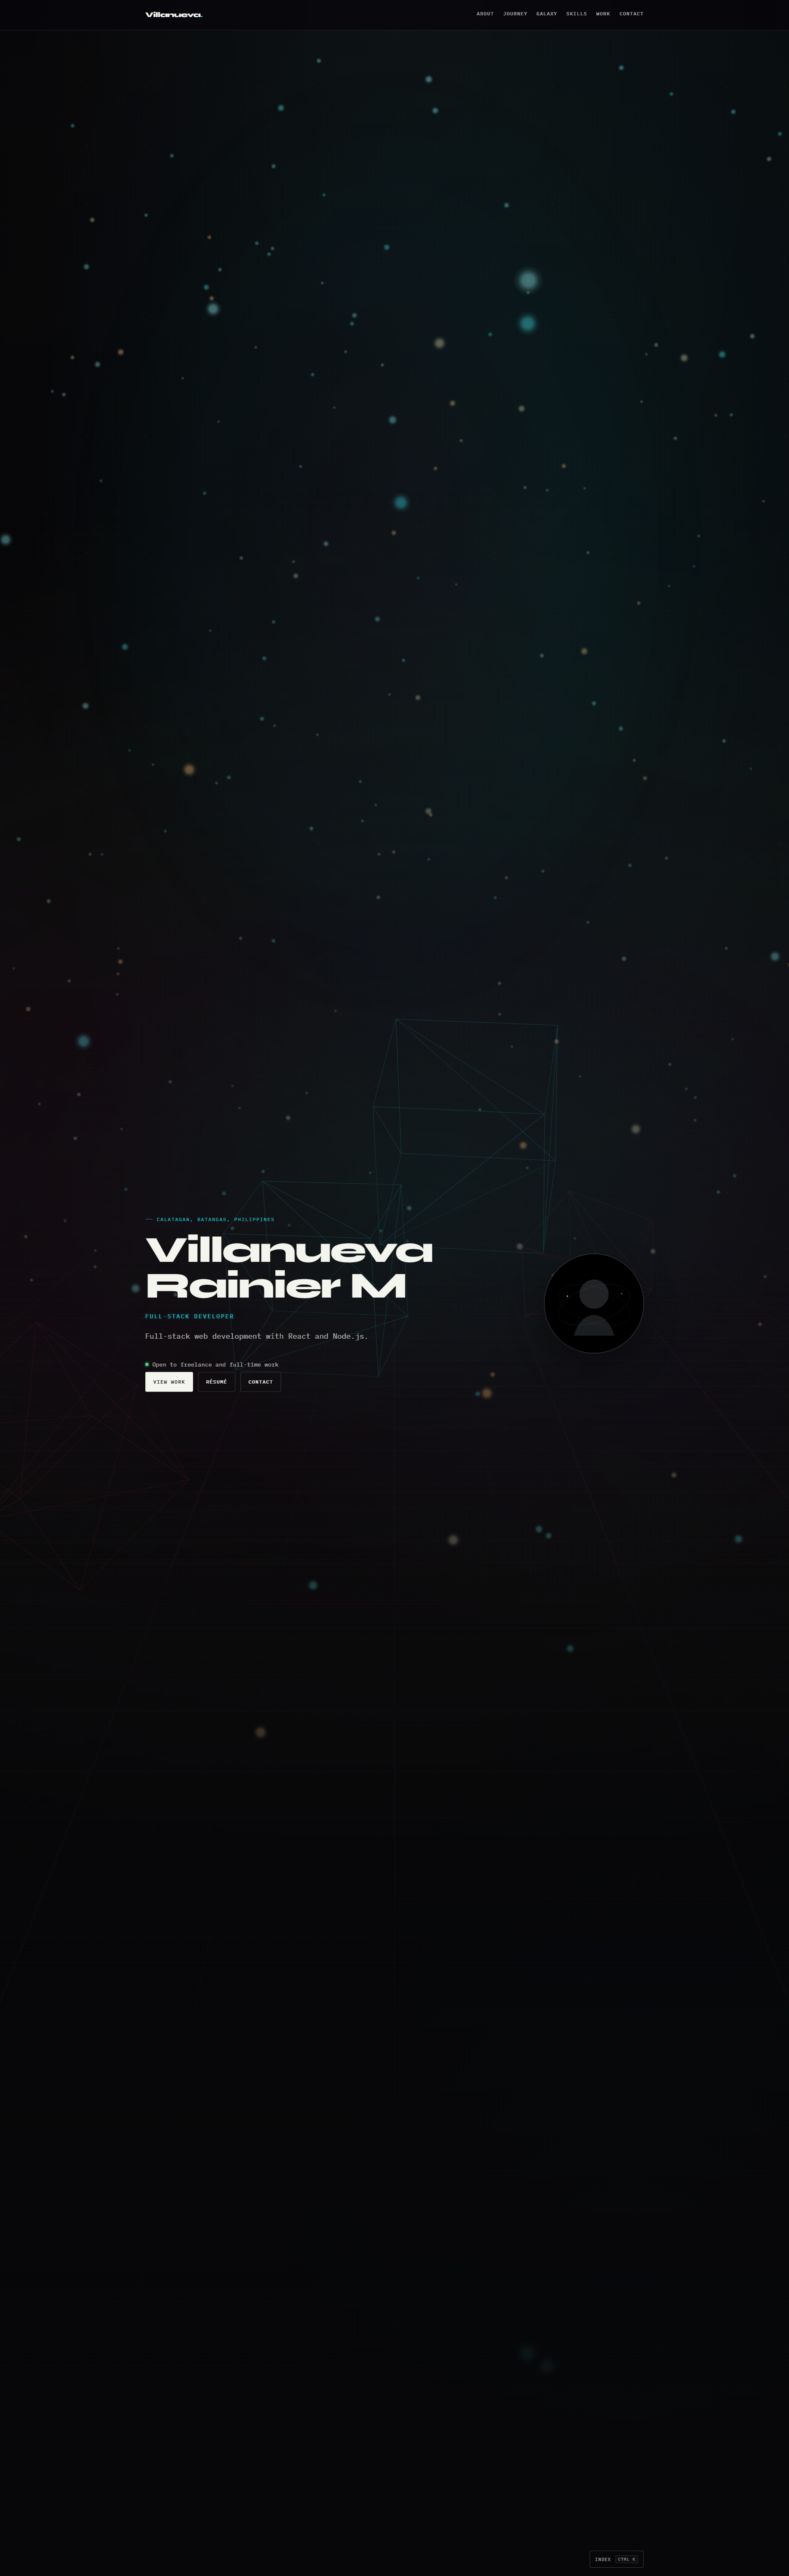 Villanueva.
ABOUT JOURNEY GALAXY SKILLS WORK CONTACT
CALATAGAN, BATANGAS, PHILIPPINES
Villanueva
Rainier M
FULL-STACK DEVELOPER
Full-stack web development with React and Node.js.
Open to freelance and full-time work
VIEW WORK RÉSUMÉ CONTACT
INDEX CTRL K